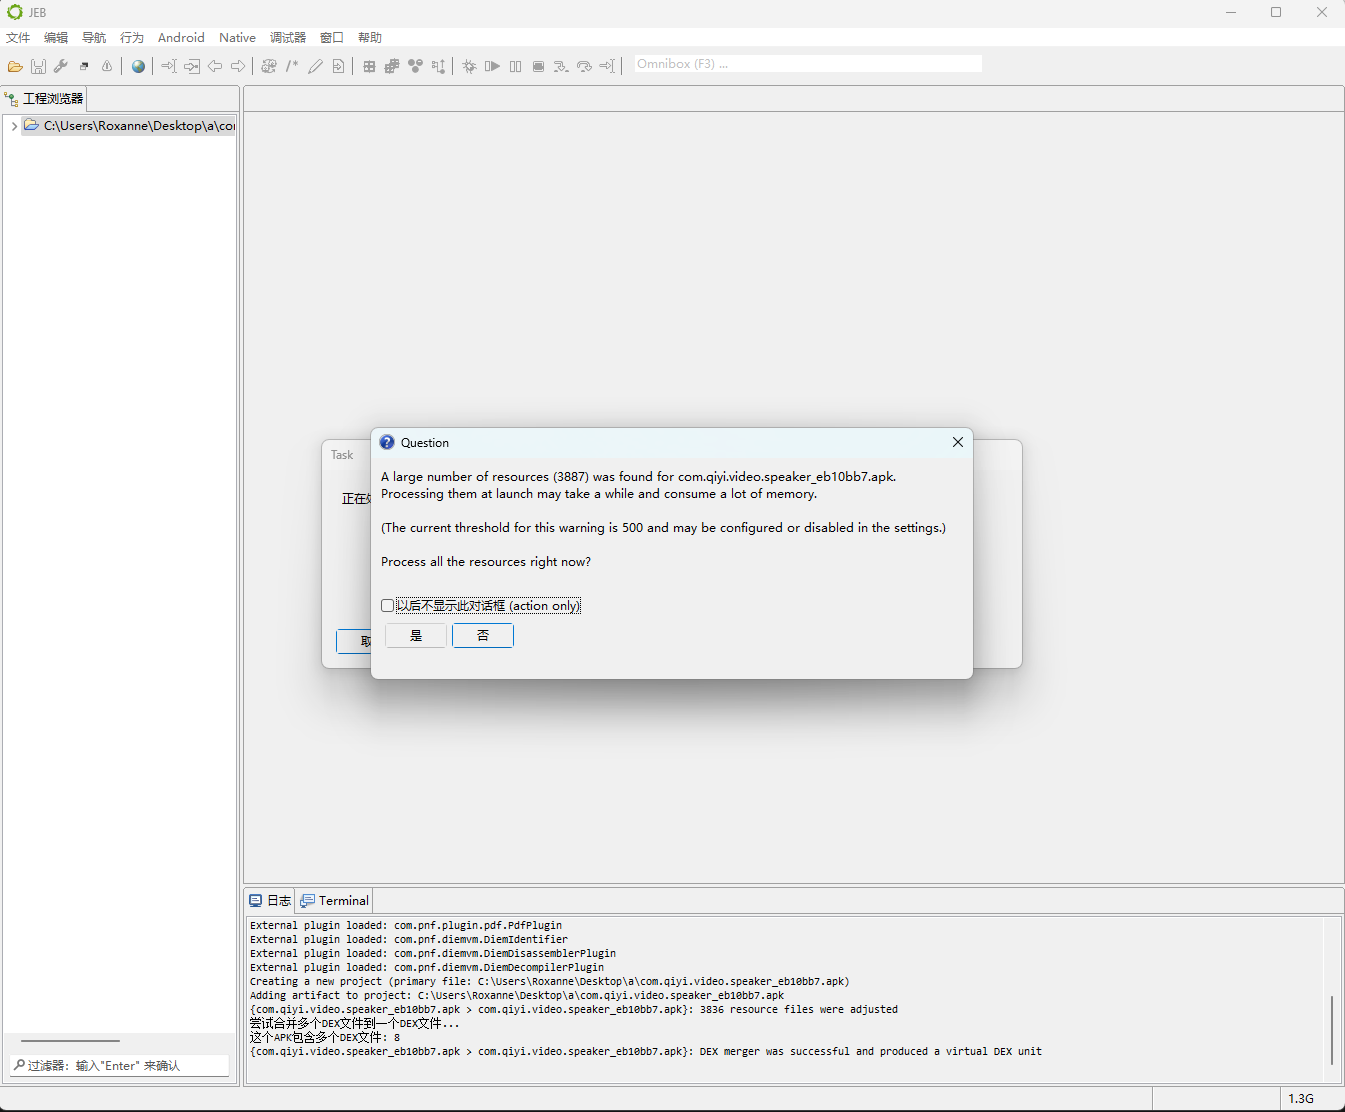 JEB
文件 编辑 导航 行为 Android Native 调试器 窗口 帮助
Omnibox (F3) ...
工程浏览器
C:\Users\Roxanne\Desktop\a\co
Task
正在
取
Question
A large number of resources (3887) was found for com.qiyi.video.speaker_eb10bb7.apk.
Processing them at launch may take a while and consume a lot of memory.
(The current threshold for this warning is 500 and may be configured or disabled in the settings.)
Process all the resources right now?
以后不显示此对话框 (action only)
是 否
日志 Terminal
External plugin loaded: com.pnf.plugin.pdf.PdfPlugin
External plugin loaded: com.pnf.diemvm.DiemIdentifier
External plugin loaded: com.pnf.diemvm.DiemDisassemblerPlugin
External plugin loaded: com.pnf.diemvm.DiemDecompilerPlugin
Creating a new project (primary file: C:\Users\Roxanne\Desktop\a\com.qiyi.video.speaker_eb10bb7.apk)
Adding artifact to project: C:\Users\Roxanne\Desktop\a\com.qiyi.video.speaker_eb10bb7.apk
{com.qiyi.video.speaker_eb10bb7.apk > com.qiyi.video.speaker_eb10bb7.apk}: 3836 resource files were adjusted
尝试合并多个DEX文件到一个DEX文件...
这个APK包含多个DEX文件: 8
{com.qiyi.video.speaker_eb10bb7.apk > com.qiyi.video.speaker_eb10bb7.apk}: DEX merger was successful and produced a virtual DEX unit
过滤器: 输入"Enter" 来确认
1.3G